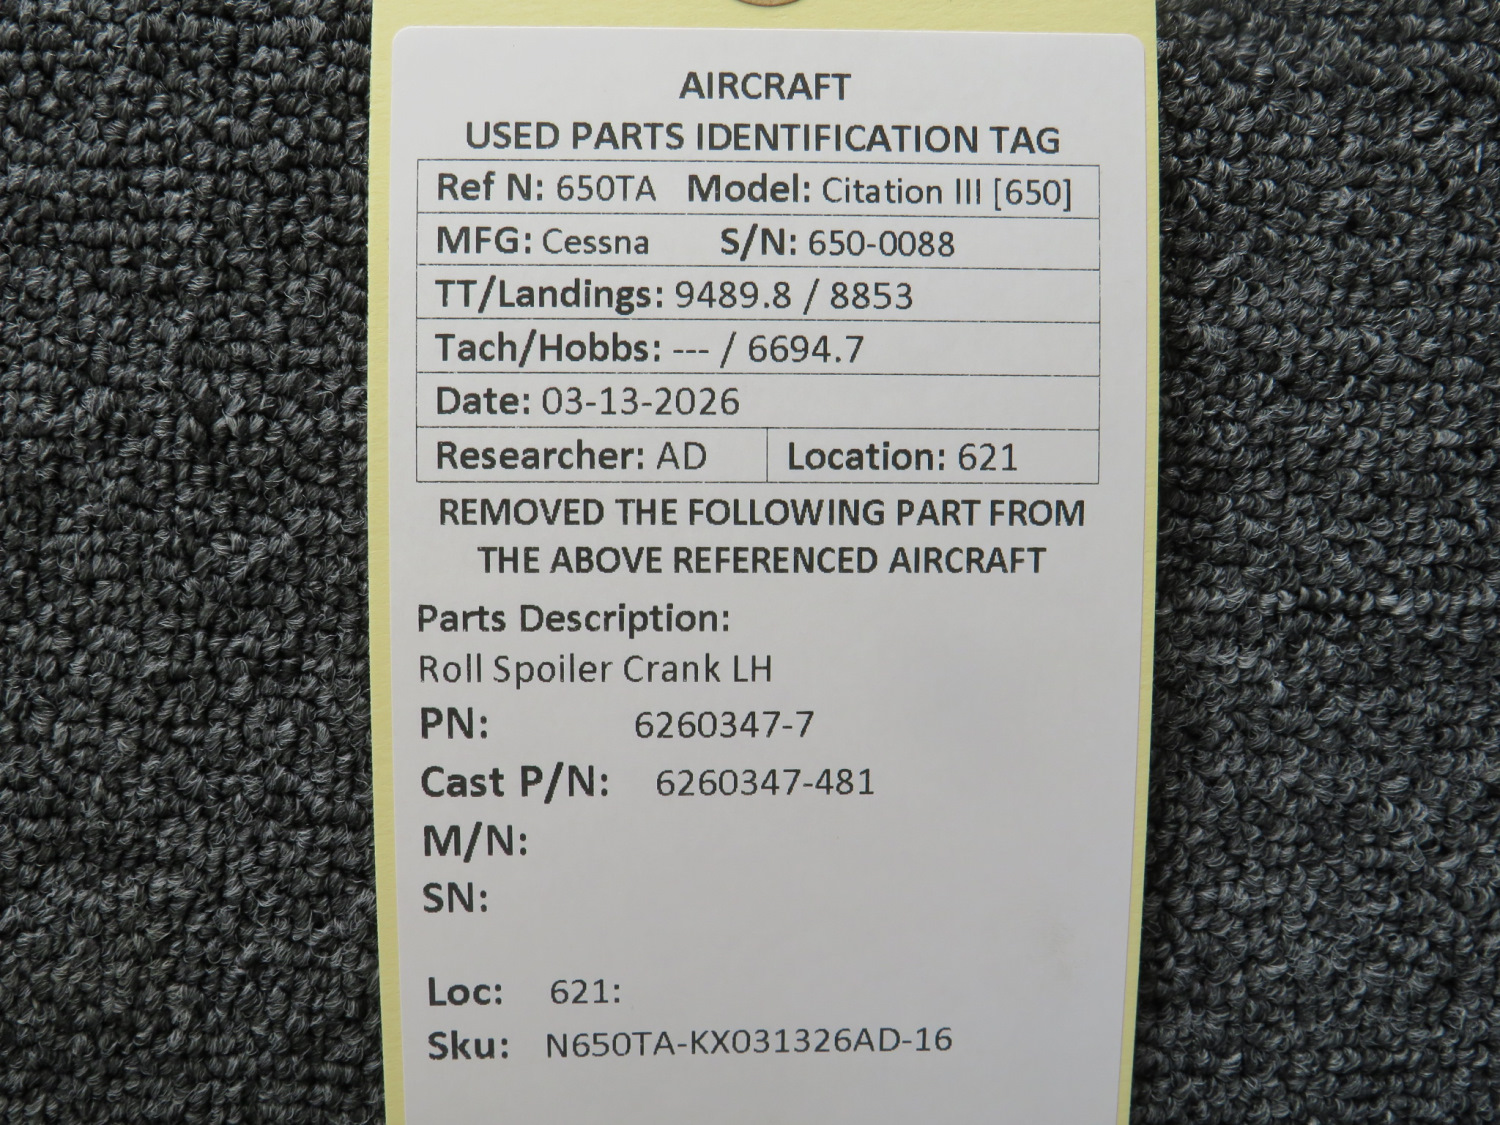 AIRCRAFT
USED PARTS IDENTIFICATION TAG
Ref N: 650TA Model: Citation III [650]
MFG: Cessna S/N: 650-0088
TT/Landings: 9489.8 / 8853
Tach/Hobbs: --- / 6694.7
Date: 03-13-2026
Researcher: AD Location: 621
REMOVED THE FOLLOWING PART FROM
THE ABOVE REFERENCED AIRCRAFT
Parts Description:
Roll Spoiler Crank LH
PN: 6260347-7
Cast P/N: 6260347-481
M/N:
SN:
Loc: 621:
Sku: N650TA-KX031326AD-16